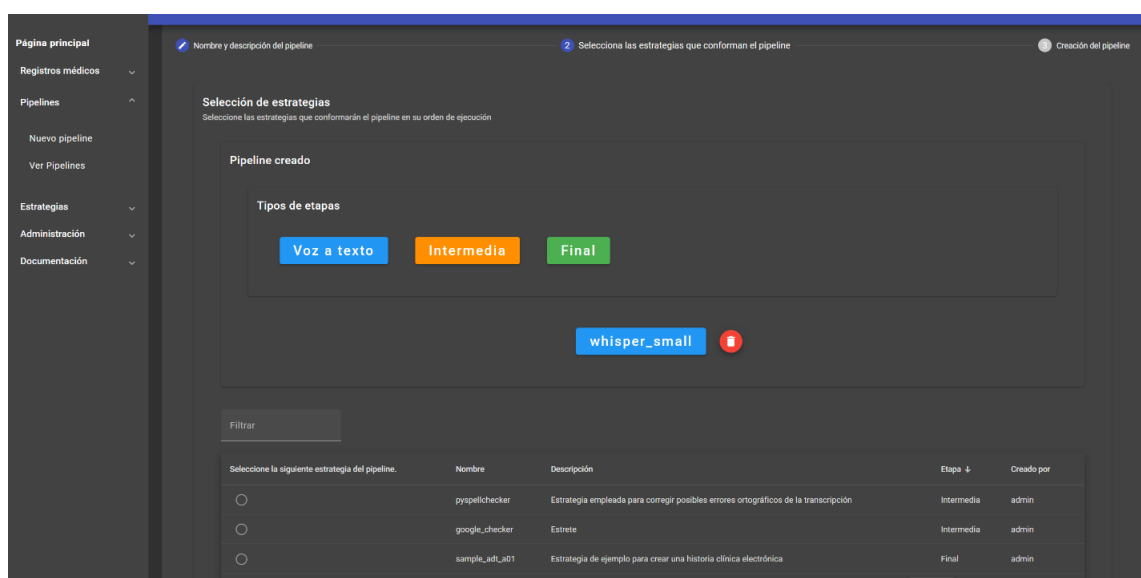 Página principal
Registros médicos
Pipelines
Nuevo pipeline
Ver Pipelines
Estrategias
Administración
Documentación
Nombre y descripción del pipeline
2 Selecciona las estrategias que conforman el pipeline
3 Creación del pipeline
Selección de estrategias
Seleccione las estrategias que conformarán el pipeline en su orden de ejecución
Pipeline creado
Tipos de etapas
Voz a texto Intermedia Final
whisper_small
Filtrar
Seleccione la siguiente estrategia del pipeline. Nombre Descripción Etapa ↓ Creado por
pyspellchecker Estrategia empleada para corregir posibles errores ortográficos de la transcripción Intermedia admin
google_checker Estrete Intermedia admin
sample_adt_a01 Estrategia de ejemplo para crear una historia clínica electrónica Final admin